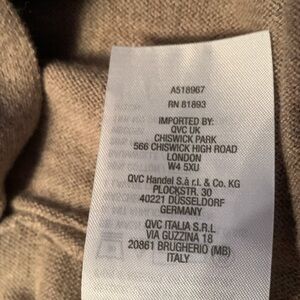 A518967
RN 81893
IMPORTED BY:
QVC UK
CHISWICK PARK
566 CHISWICK HIGH ROAD
LONDON
W4 5XU
QVC Handel S.à r.l. & Co. KG
PLOCKSTR. 30
40221 DÜSSELDORF
GERMANY
QVC ITALIA S.R.L
VIA GUZZINA 18
20861 BRUGHERIO (MB)
ITALY